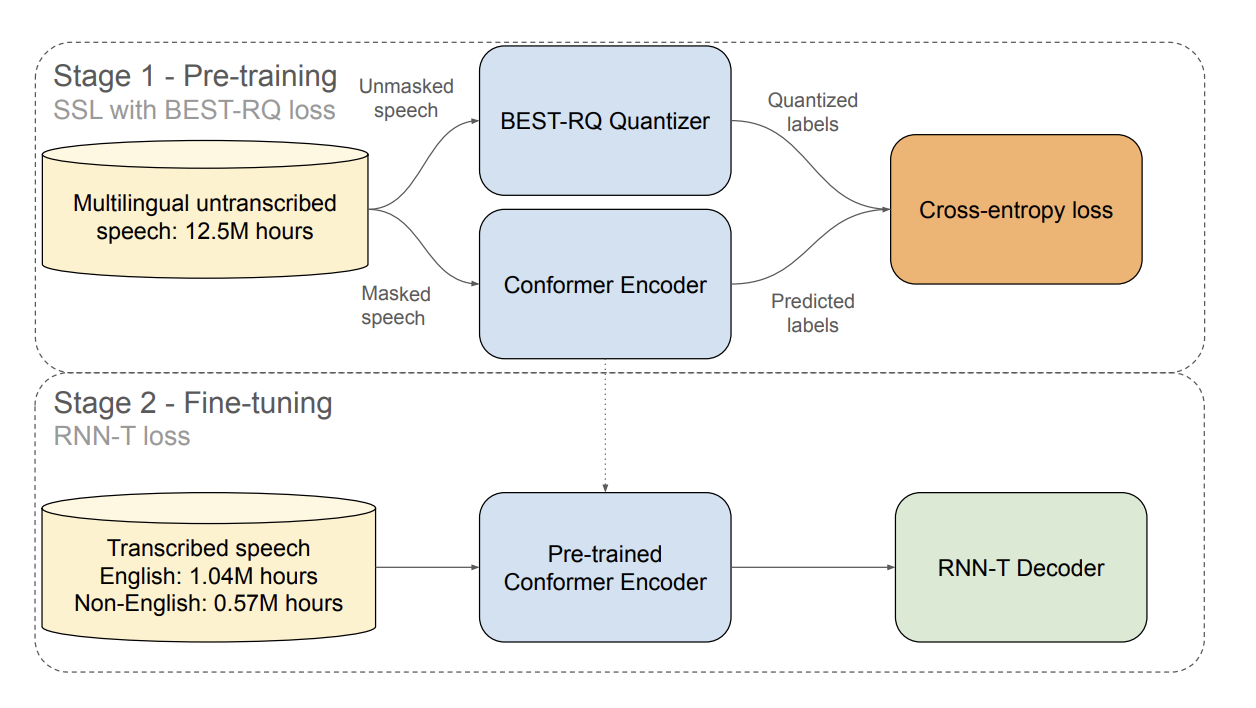 Stage 1 - Pre-training
SSL with BEST-RQ loss
Unmasked
speech
BEST-RQ Quantizer
Quantized
labels
Multilingual untranscribed
speech: 12.5M hours
Cross-entropy loss
Masked
speech
Conformer Encoder
Predicted
labels
Stage 2 - Fine-tuning
RNN-T loss
Transcribed speech
English: 1.04M hours
Non-English: 0.57M hours
Pre-trained
Conformer Encoder
RNN-T Decoder